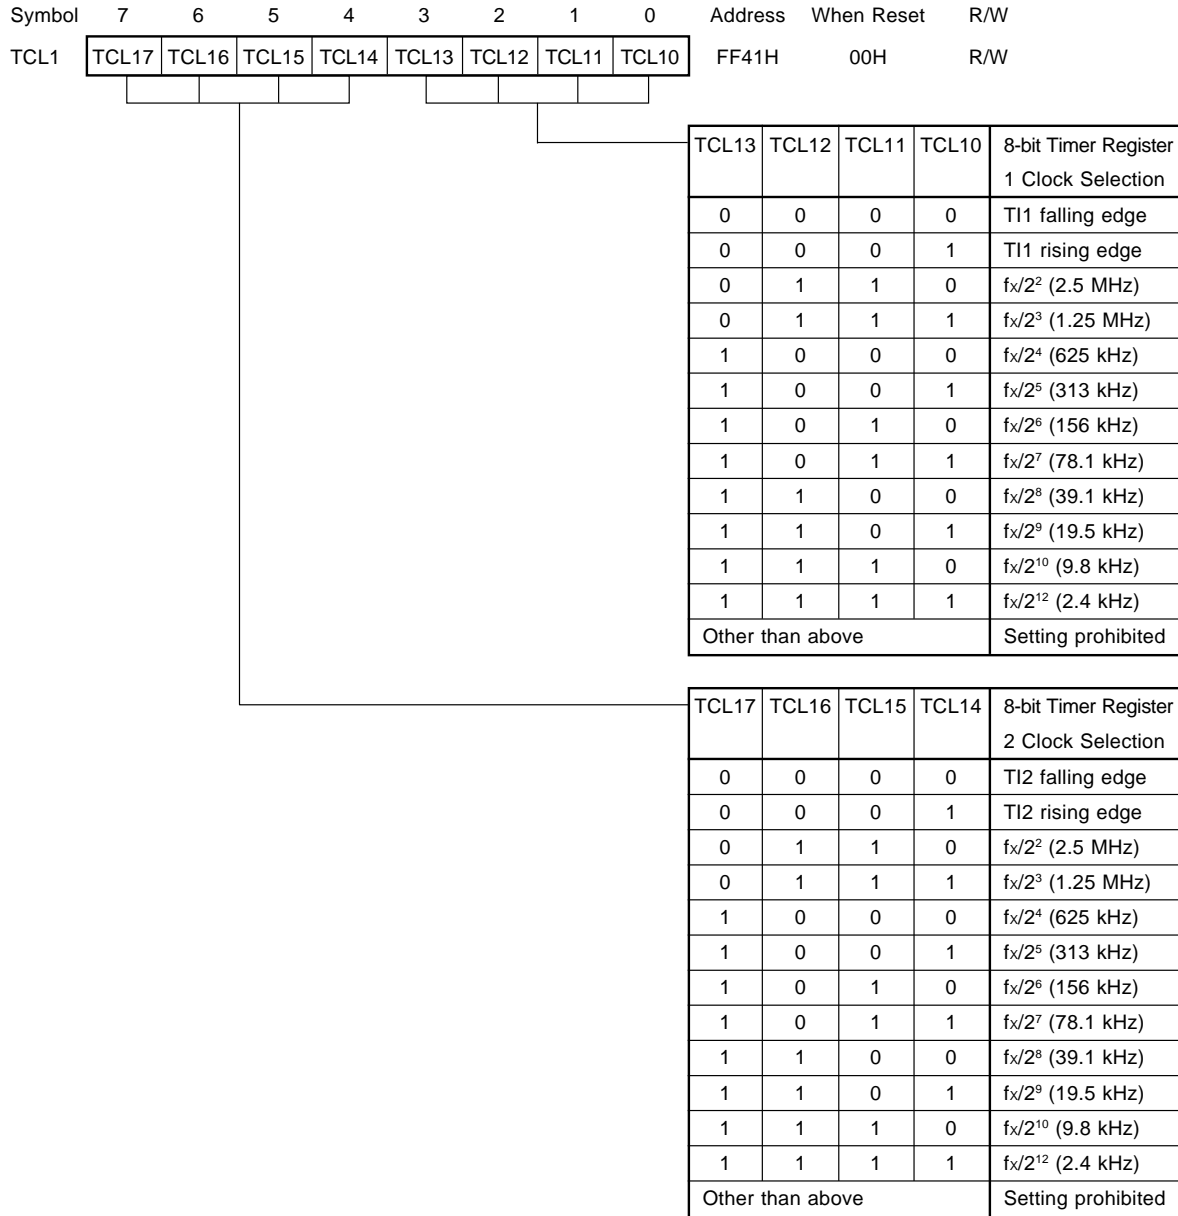 Symbol 7 6 5 4 3 2 1 0 Address When Reset R/W
TCL1 TCL17 TCL16 TCL15 TCL14 TCL13 TCL12 TCL11 TCL10 FF41H 00H R/W
TCL13 TCL12 TCL11 TCL10 8-bit Timer Register
1 Clock Selection
0 0 0 0 TI1 falling edge
0 0 0 1 TI1 rising edge
0 1 1 0 fx/2² (2.5 MHz)
0 1 1 1 fx/2³ (1.25 MHz)
1 0 0 0 fx/2⁴ (625 kHz)
1 0 0 1 fx/2⁵ (313 kHz)
1 0 1 0 fx/2⁶ (156 kHz)
1 0 1 1 fx/2⁷ (78.1 kHz)
1 1 0 0 fx/2⁸ (39.1 kHz)
1 1 0 1 fx/2⁹ (19.5 kHz)
1 1 1 0 fx/2¹⁰ (9.8 kHz)
1 1 1 1 fx/2¹² (2.4 kHz)
Other than above Setting prohibited
TCL17 TCL16 TCL15 TCL14 8-bit Timer Register
2 Clock Selection
0 0 0 0 TI2 falling edge
0 0 0 1 TI2 rising edge
0 1 1 0 fx/2² (2.5 MHz)
0 1 1 1 fx/2³ (1.25 MHz)
1 0 0 0 fx/2⁴ (625 kHz)
1 0 0 1 fx/2⁵ (313 kHz)
1 0 1 0 fx/2⁶ (156 kHz)
1 0 1 1 fx/2⁷ (78.1 kHz)
1 1 0 0 fx/2⁸ (39.1 kHz)
1 1 0 1 fx/2⁹ (19.5 kHz)
1 1 1 0 fx/2¹⁰ (9.8 kHz)
1 1 1 1 fx/2¹² (2.4 kHz)
Other than above Setting prohibited